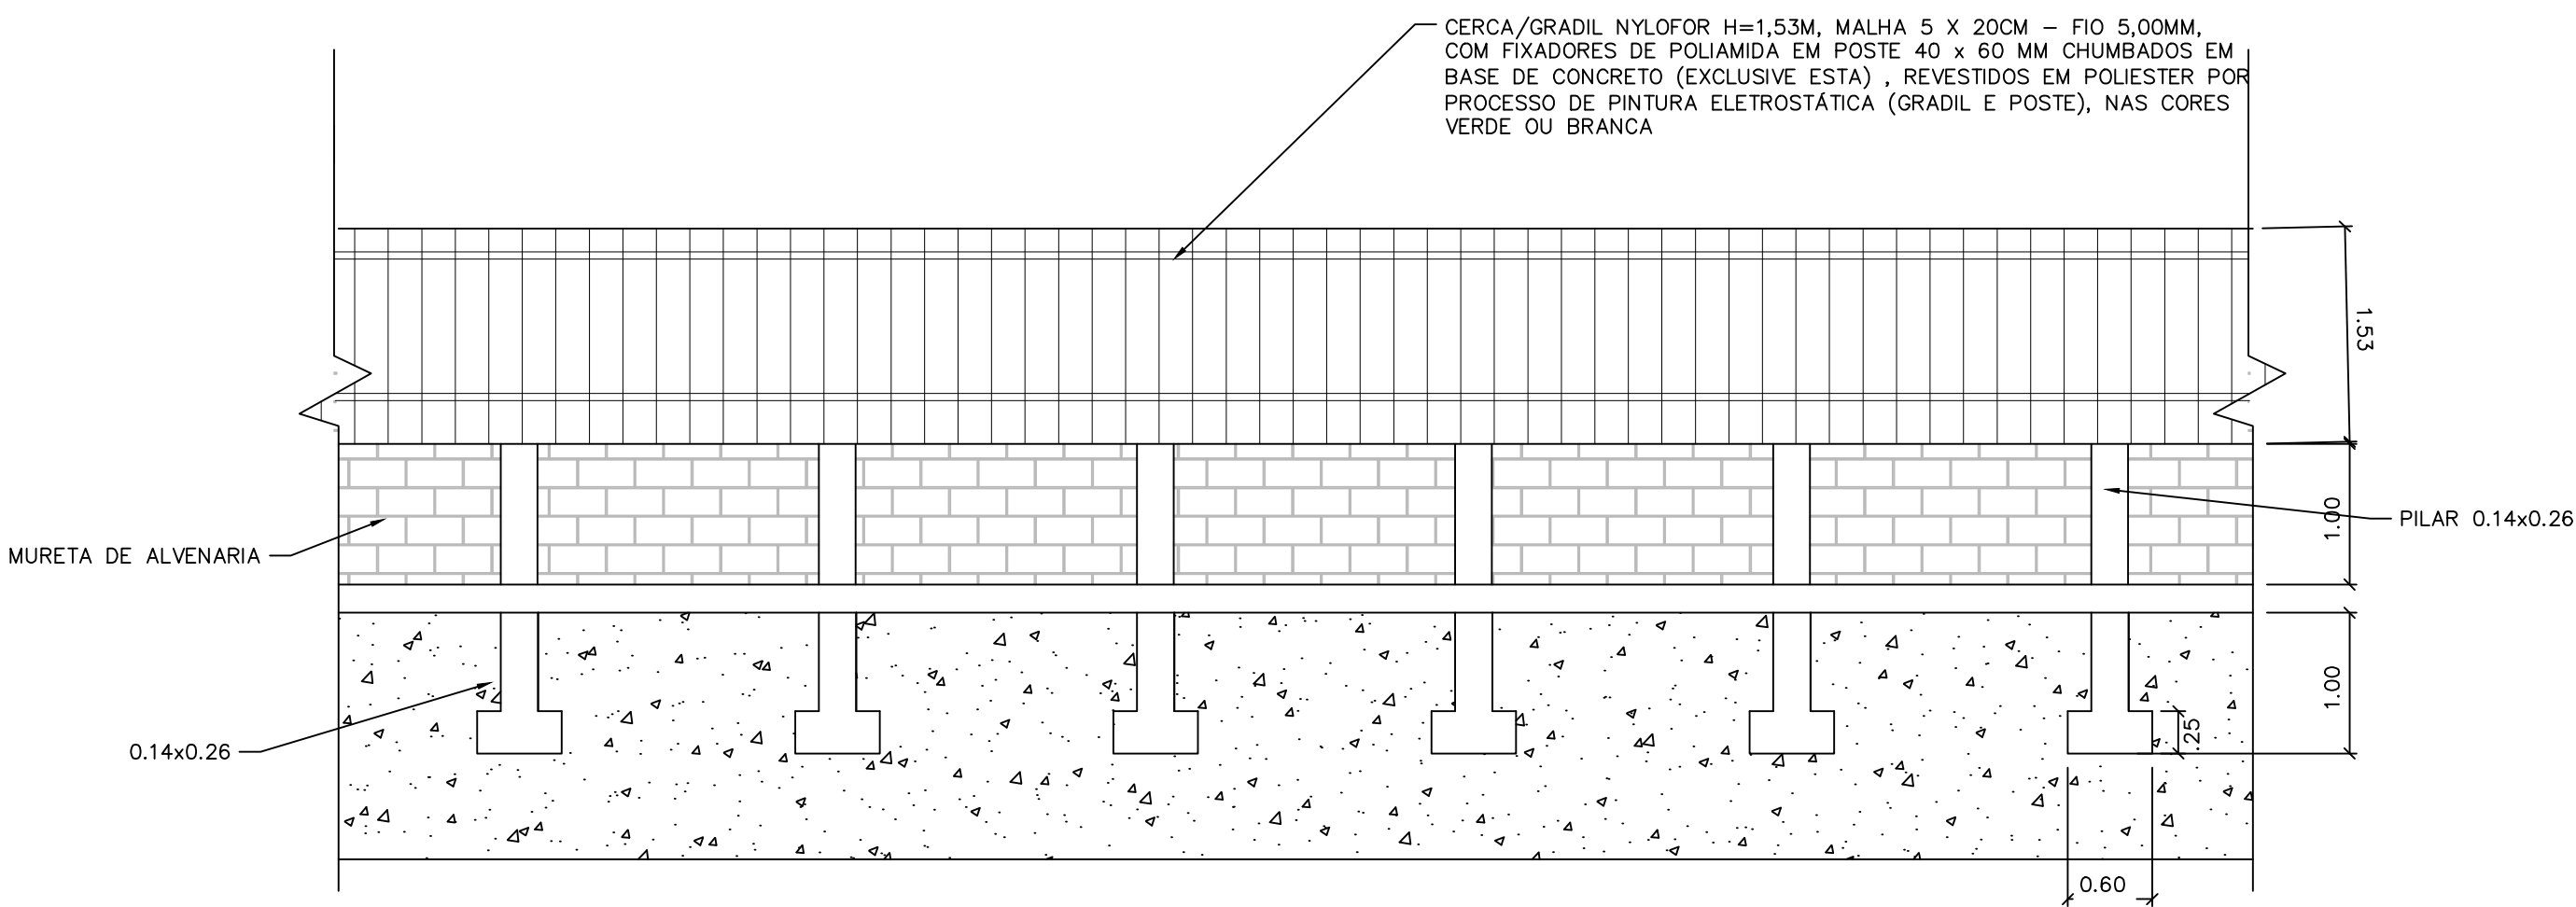 CERCA/GRADIL NYLOFOR H=1,53M, MALHA 5 X 20CM – FIO 5,00MM,
COM FIXADORES DE POLIAMIDA EM POSTE 40 x 60 MM CHUMBADOS EM
BASE DE CONCRETO (EXCLUSIVE ESTA) , REVESTIDOS EM POLIESTER POR
PROCESSO DE PINTURA ELETROSTÁTICA (GRADIL E POSTE), NAS CORES
VERDE OU BRANCA
1.53
1.00
PILAR 0.14x0.26
MURETA DE ALVENARIA
1.00
.25
0.14x0.26
0.60